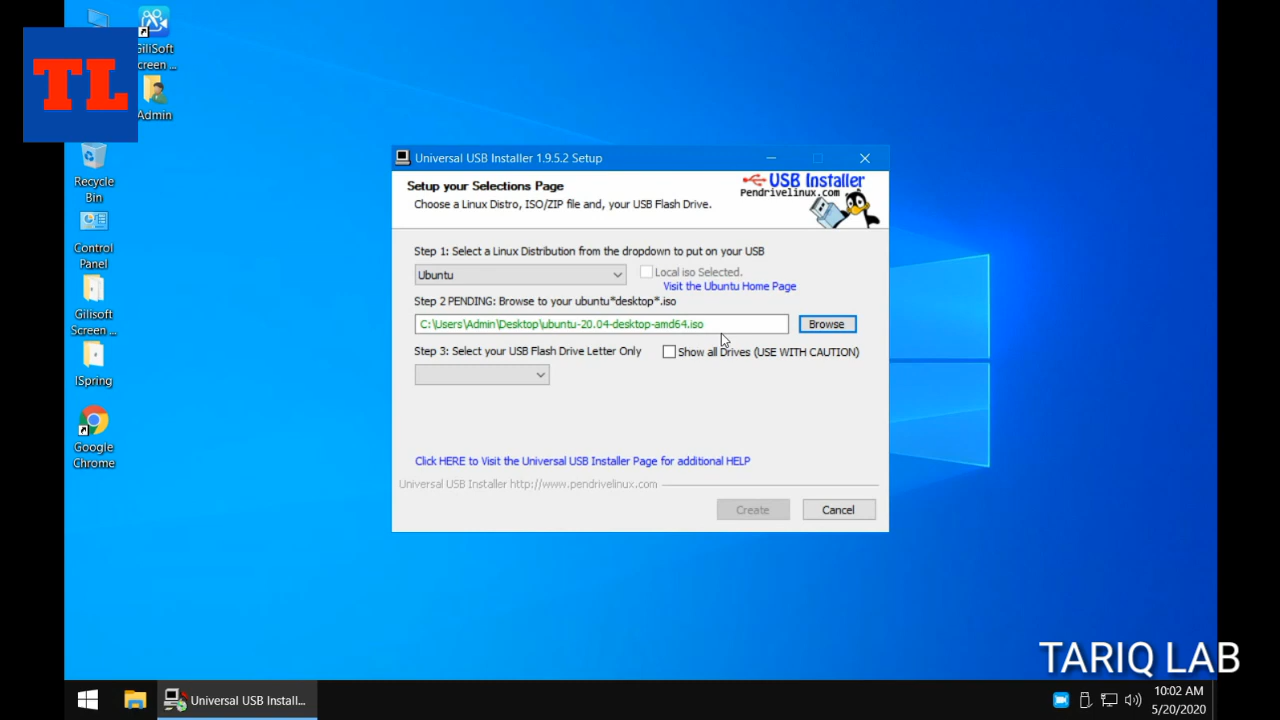 GiliSoft
Screen ...
TL
Admin
Recycle
Bin
Control
Panel
Gilisoft
Screen ...
ISpring
Google
Chrome
Universal USB Installer 1.9.5.2 Setup
Setup your Selections Page
Choose a Linux Distro, ISO/ZIP file and, your USB Flash Drive.
USB Installer
Pendrivelinux.com
Step 1: Select a Linux Distribution from the dropdown to put on your USB
Ubuntu
Local iso Selected.
Visit the Ubuntu Home Page
Step 2 PENDING: Browse to your ubuntu*desktop*.iso
C:\Users\Admin\Desktop\ubuntu-20.04-desktop-amd64.iso
Browse
Step 3: Select your USB Flash Drive Letter Only
Show all Drives (USE WITH CAUTION)
Click HERE to Visit the Universal USB Installer Page for additional HELP
Universal USB Installer http://www.pendrivelinux.com
Create
Cancel
TARIQ LAB
Universal USB Install...
10:02 AM
5/20/2020